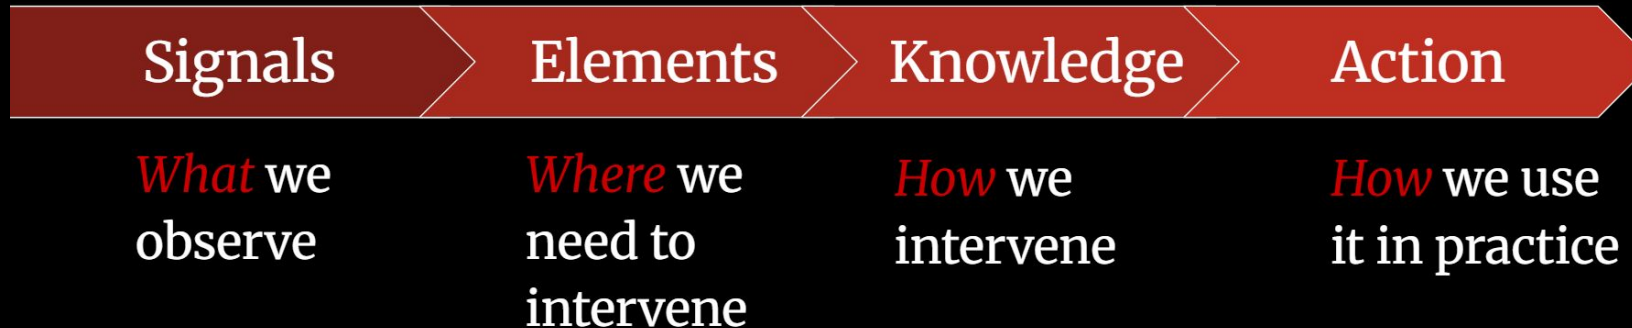 Signals
Elements
Knowledge
Action
What we
observe
Where we
need to
intervene
How we
intervene
How we use
it in practice